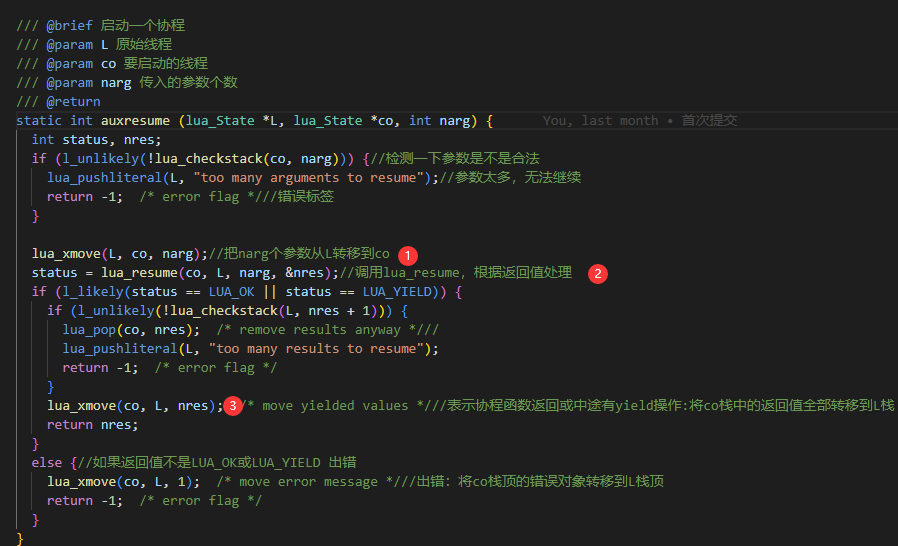 /// @brief 启动一个协程
/// @param L 原始线程
/// @param co 要启动的线程
/// @param narg 传入的参数个数
/// @return
static int auxresume (lua_State *L, lua_State *co, int narg) { You, last month • 首次提交
int status, nres;
if (l_unlikely(!lua_checkstack(co, narg))) {//检测一下参数是不是合法
lua_pushliteral(L, "too many arguments to resume");//参数太多，无法继续
return -1; /* error flag *///错误标签
}
lua_xmove(L, co, narg);//把narg个参数从L转移到co 1
status = lua_resume(co, L, narg, &nres);//调用lua_resume，根据返回值处理 2
if (l_likely(status == LUA_OK || status == LUA_YIELD)) {
if (l_unlikely(!lua_checkstack(L, nres + 1))) {
lua_pop(co, nres); /* remove results anyway *///
lua_pushliteral(L, "too many results to resume");
return -1; /* error flag */
}
lua_xmove(co, L, nres); 3 /* move yielded values *///表示协程函数返回或中途有yield操作:将co栈中的返回值全部转移到L栈
return nres;
}
else {//如果返回值不是LUA_OK或LUA_YIELD 出错
lua_xmove(co, L, 1); /* move error message *///出错: 将co栈顶的错误对象转移到L栈顶
return -1; /* error flag */
}
}